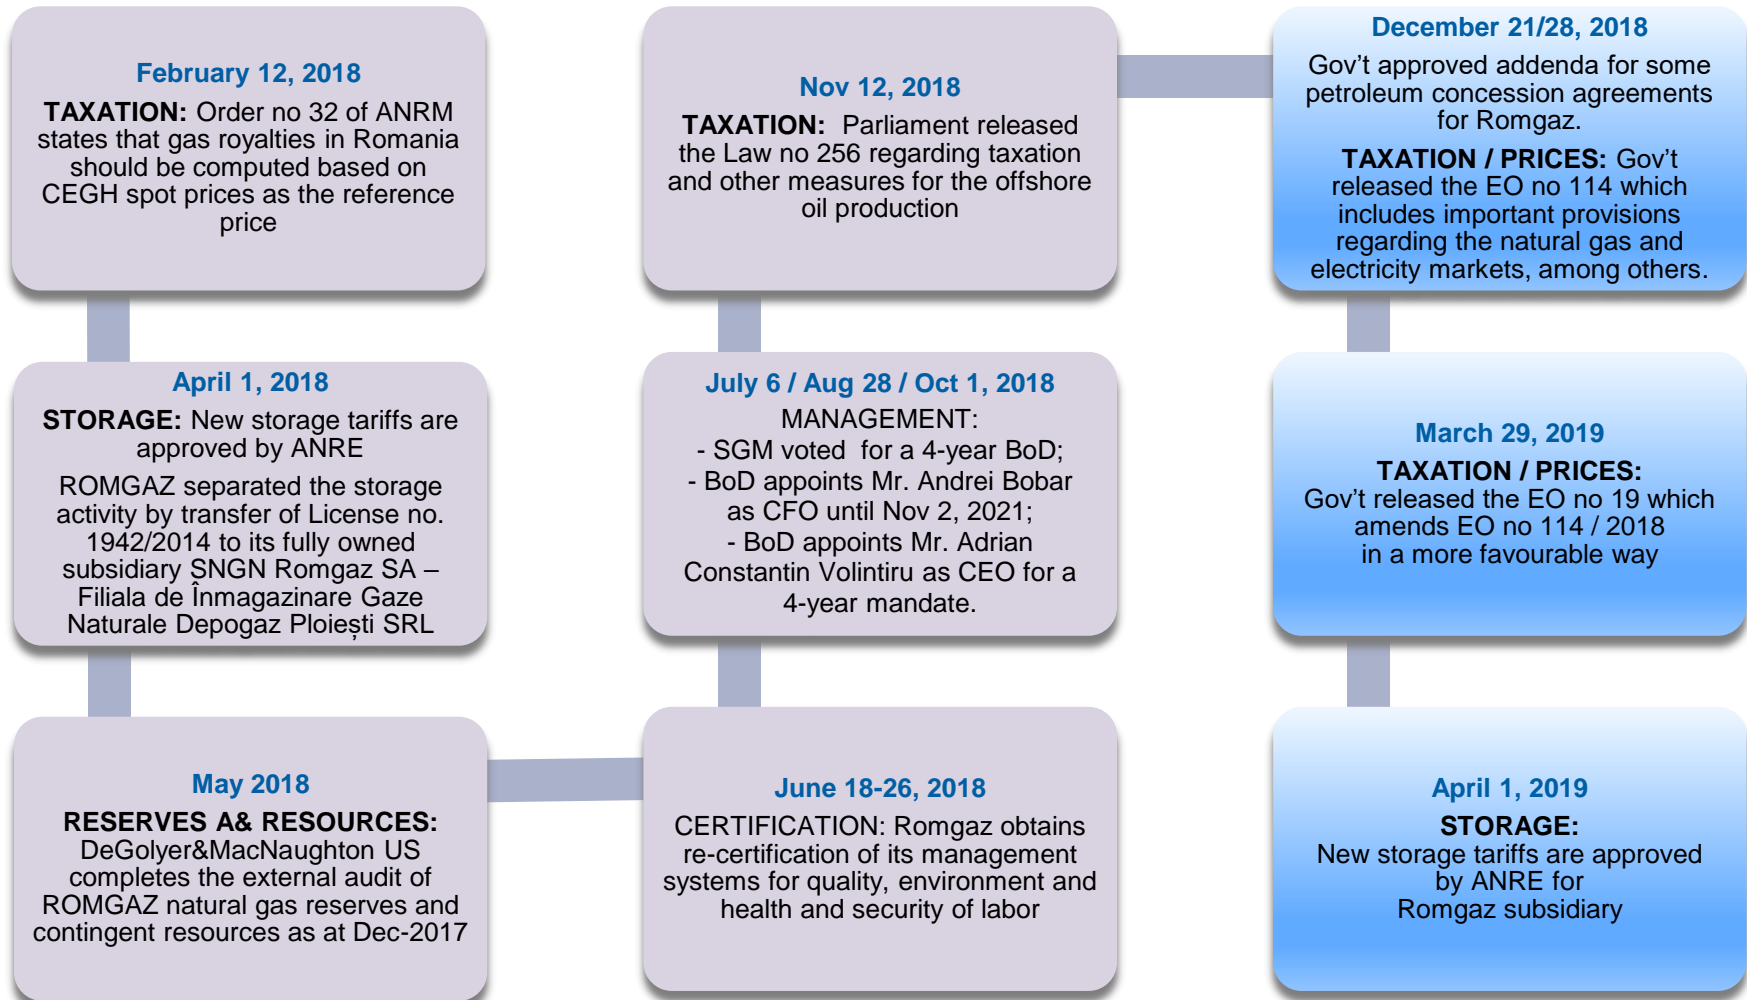 February 12, 2018
TAXATION: Order no 32 of ANRM
states that gas royalties in Romania
should be computed based on
CEGH spot prices as the reference
price
April 1, 2018
STORAGE: New storage tariffs are
approved by ANRE
ROMGAZ separated the storage
activity by transfer of License no.
1942/2014 to its fully owned
subsidiary SNGN Romgaz SA –
Filiala de Înmagazinare Gaze
Naturale Depogaz Ploiești SRL
May 2018
RESERVES A& RESOURCES:
DeGolyer&MacNaughton US
completes the external audit of
ROMGAZ natural gas reserves and
contingent resources as at Dec-2017
June 18-26, 2018
CERTIFICATION: Romgaz obtains
re-certification of its management
systems for quality, environment and
health and security of labor
July 6 / Aug 28 / Oct 1, 2018
MANAGEMENT:
- SGM voted for a 4-year BoD;
- BoD appoints Mr. Andrei Bobar
as CFO until Nov 2, 2021;
- BoD appoints Mr. Adrian
Constantin Volintiru as CEO for a
4-year mandate.
Nov 12, 2018
TAXATION: Parliament released
the Law no 256 regarding taxation
and other measures for the offshore
oil production
December 21/28, 2018
Gov't approved addenda for some
petroleum concession agreements
for Romgaz.
TAXATION / PRICES: Gov't
released the EO no 114 which
includes important provisions
regarding the natural gas and
electricity markets, among others.
March 29, 2019
TAXATION / PRICES:
Gov't released the EO no 19 which
amends EO no 114 / 2018
in a more favourable way
April 1, 2019
STORAGE:
New storage tariffs are approved
by ANRE for
Romgaz subsidiary